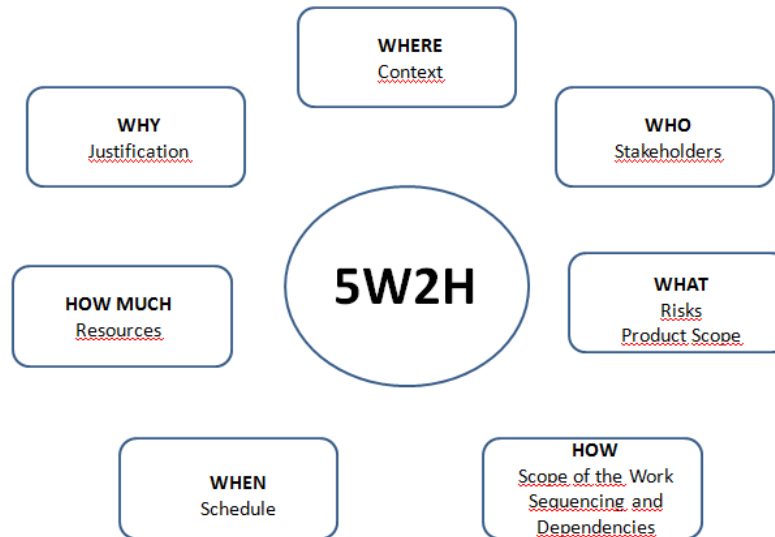 WHERE
Context
WHY
Justification
WHO
Stakeholders
5W2H
HOW MUCH
Resources
WHAT
Risks
Product Scope
WHEN
Schedule
HOW
Scope of the Work
Sequencing and
Dependencies